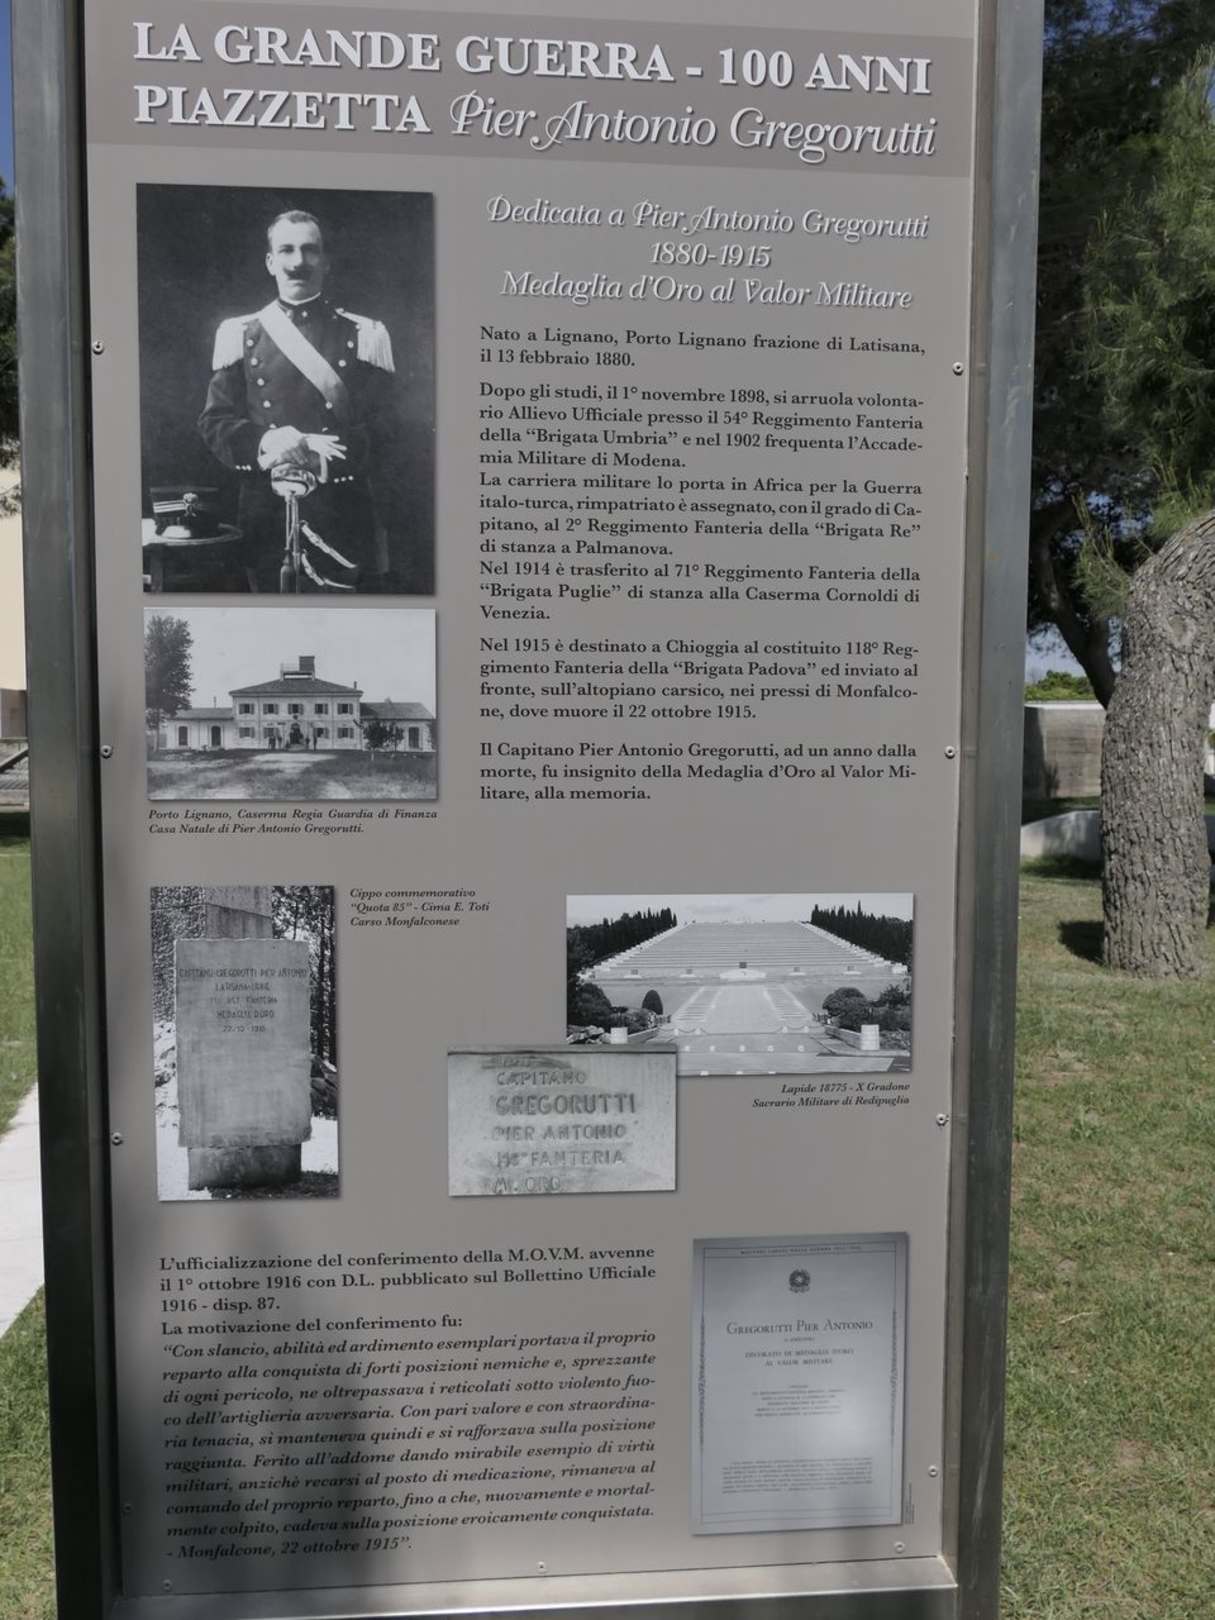 LA GRANDE GUERRA - 100 ANNI
PIAZZETTA Pier Antonio Gregorutti
Dedicata a Pier Antonio Gregorutti
1880-1915
Medaglia d'Oro al Valor Militare
Nato a Lignano, Porto Lignano frazione di Latisana,
il 13 febbraio 1880.
Dopo gli studi, il 1° novembre 1898, si arruola volonta-
rio Allievo Ufficiale presso il 54° Reggimento Fanteria
della “Brigata Umbria” e nel 1902 frequenta l'Accade-
mia Militare di Modena.
La carriera militare lo porta in Africa per la Guerra
italo-turca, rimpatriato è assegnato, con il grado di Ca-
pitano, al 2° Reggimento Fanteria della “Brigata Re”
di stanza a Palmanova.
Nel 1914 è trasferito al 71° Reggimento Fanteria della
“Brigata Puglie” di stanza alla Caserma Cornoldi di
Venezia.
Nel 1915 è destinato a Chioggia al costituito 118° Reg-
gimento Fanteria della “Brigata Padova” ed inviato al
fronte, sull'altopiano carsico, nei pressi di Monfalco-
ne, dove muore il 22 ottobre 1915.
Il Capitano Pier Antonio Gregorutti, ad un anno dalla
morte, fu insignito della Medaglia d'Oro al Valor Mi-
litare, alla memoria.
Porto Lignano, Caserma Regia Guardia di Finanza
Casa Natale di Pier Antonio Gregorutti.
Cippo commemorativo
“Quota 85” - Cima E. Toti
Carso Monfalconese
CAPITANO GREGORUTTI PIER ANTONIO
FANTERIA
MEDAGLIE D'ORO
Lapide 18775 - X Gradone
Sacrario Militare di Redipuglia
CAPITANO
GREGORUTTI
PIER ANTONIO
FANTERIA
M. ORO
L'ufficializzazione del conferimento della M.O.V.M. avvenne
il 1° ottobre 1916 con D.L. pubblicato sul Bollettino Ufficiale
1916 - disp. 87.
La motivazione del conferimento fu:
“Con slancio, abilità ed ardimento esemplari portava il proprio
reparto alla conquista di forti posizioni nemiche e, sprezzante
di ogni pericolo, ne oltrepassava i reticolati sotto violento fuo-
co dell'artiglieria avversaria. Con pari valore e con straordina-
ria tenacia, si manteneva quindi e si rafforzava sulla posizione
raggiunta. Ferito all'addome dando mirabile esempio di virtù
militari, anzichè recarsi al posto di medicazione, rimaneva al
comando del proprio reparto, fino a che, nuovamente e mortal-
mente colpito, cadeva sulla posizione eroicamente conquistata.
- Monfalcone, 22 ottobre 1915”.
GREGORUTTI PIER ANTONIO
DECORATO DI MEDAGLIE D'ORO
AL VALOR MILITARE